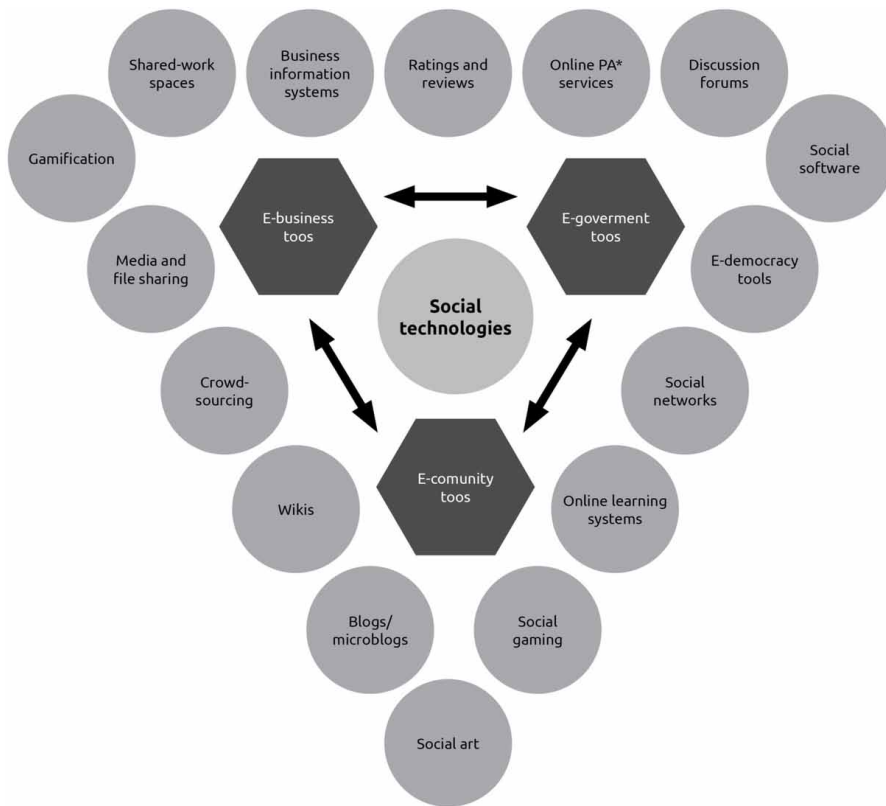 Shared-work
spaces
Business
information
systems
Ratings and
reviews
Online PA*
services
Discussion
forums
Gamification
Social
software
E-business
toos
E-goverment
toos
Media and
file sharing
E-democracy
tools
Social
technologies
Crowd-
sourcing
Social
networks
E-comunity
toos
Wikis
Online learning
systems
Blogs/
microblogs
Social
gaming
Social art